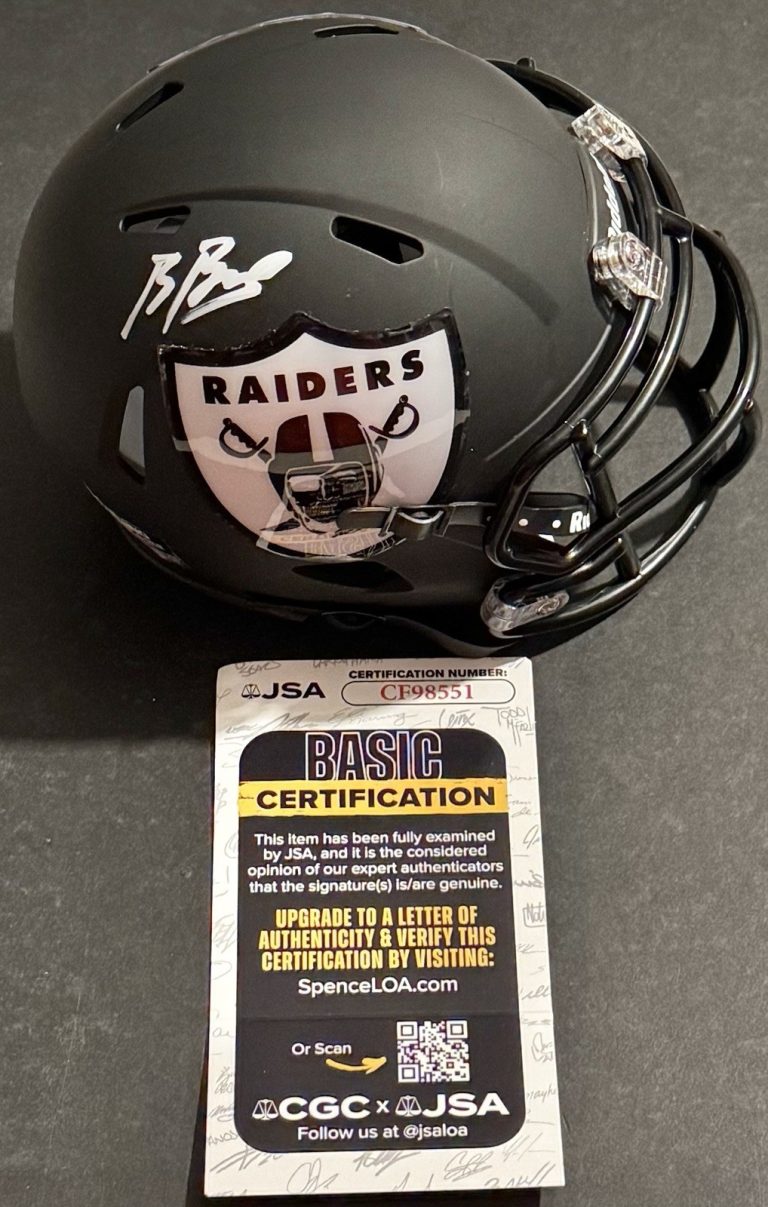 RAIDERS
JSA
CERTIFICATION NUMBER:
CF98551
BASIC
CERTIFICATION
This item has been fully examined
by JSA, and it is the considered
opinion of our expert authenticators
that the signature(s) is/are genuine.
UPGRADE TO A LETTER OF
AUTHENTICITY & VERIFY THIS
CERTIFICATION BY VISITING:
SpenceLOA.com
Or Scan
CGC x JSA
Follow us at @jsaloa